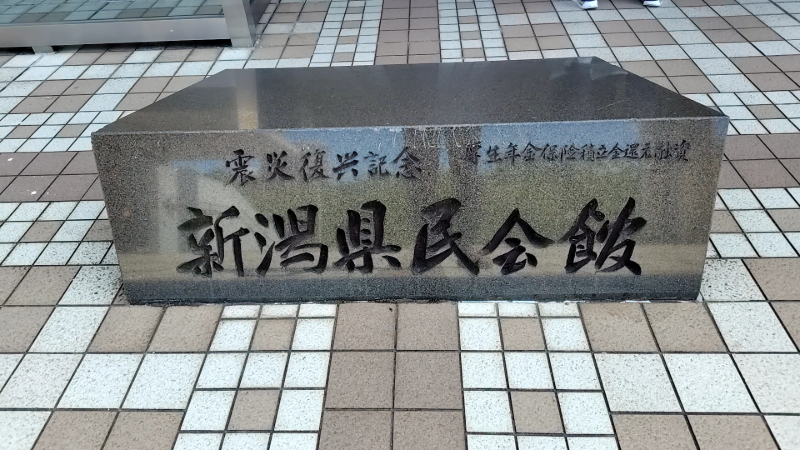 震災復兴記念 厚生年金保険積立金還元融資
新潟県民会館